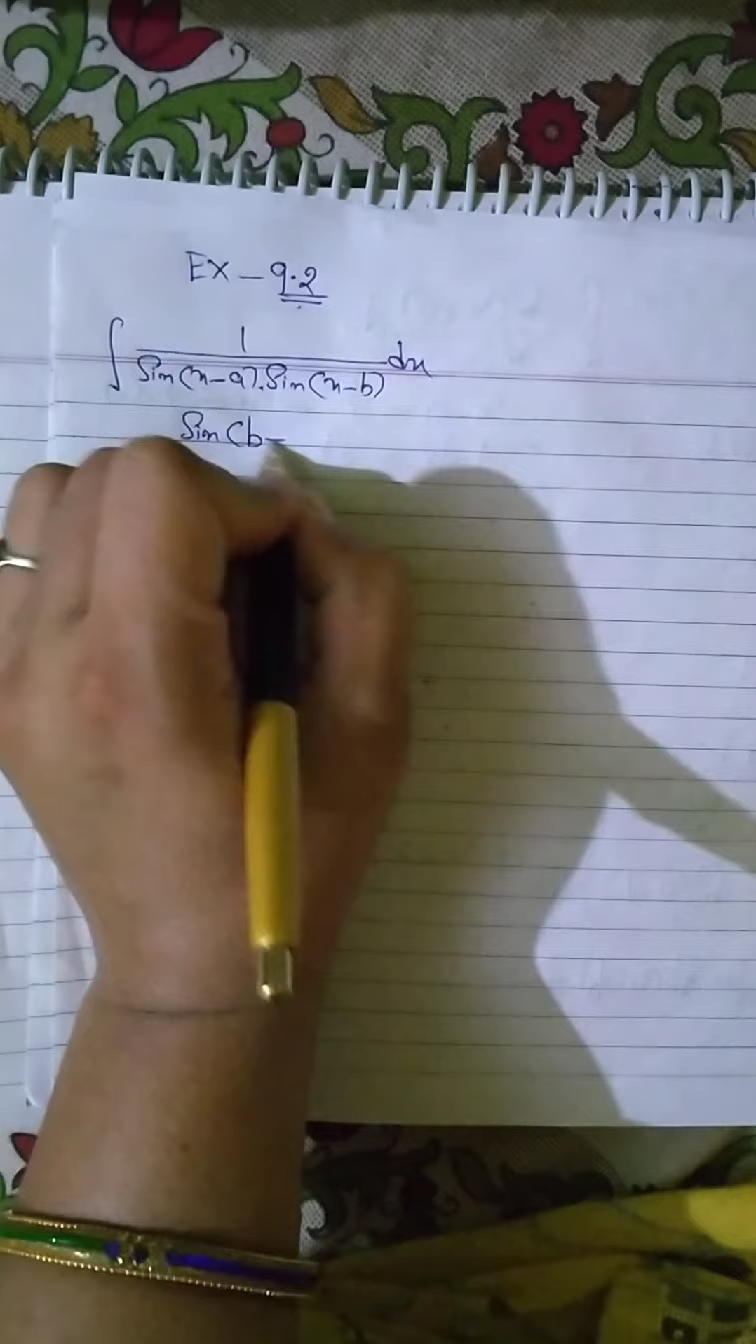 Ex - 9.2
∫ 1 / Sin(x-a).Sin(x-b) dx
Sin(b-